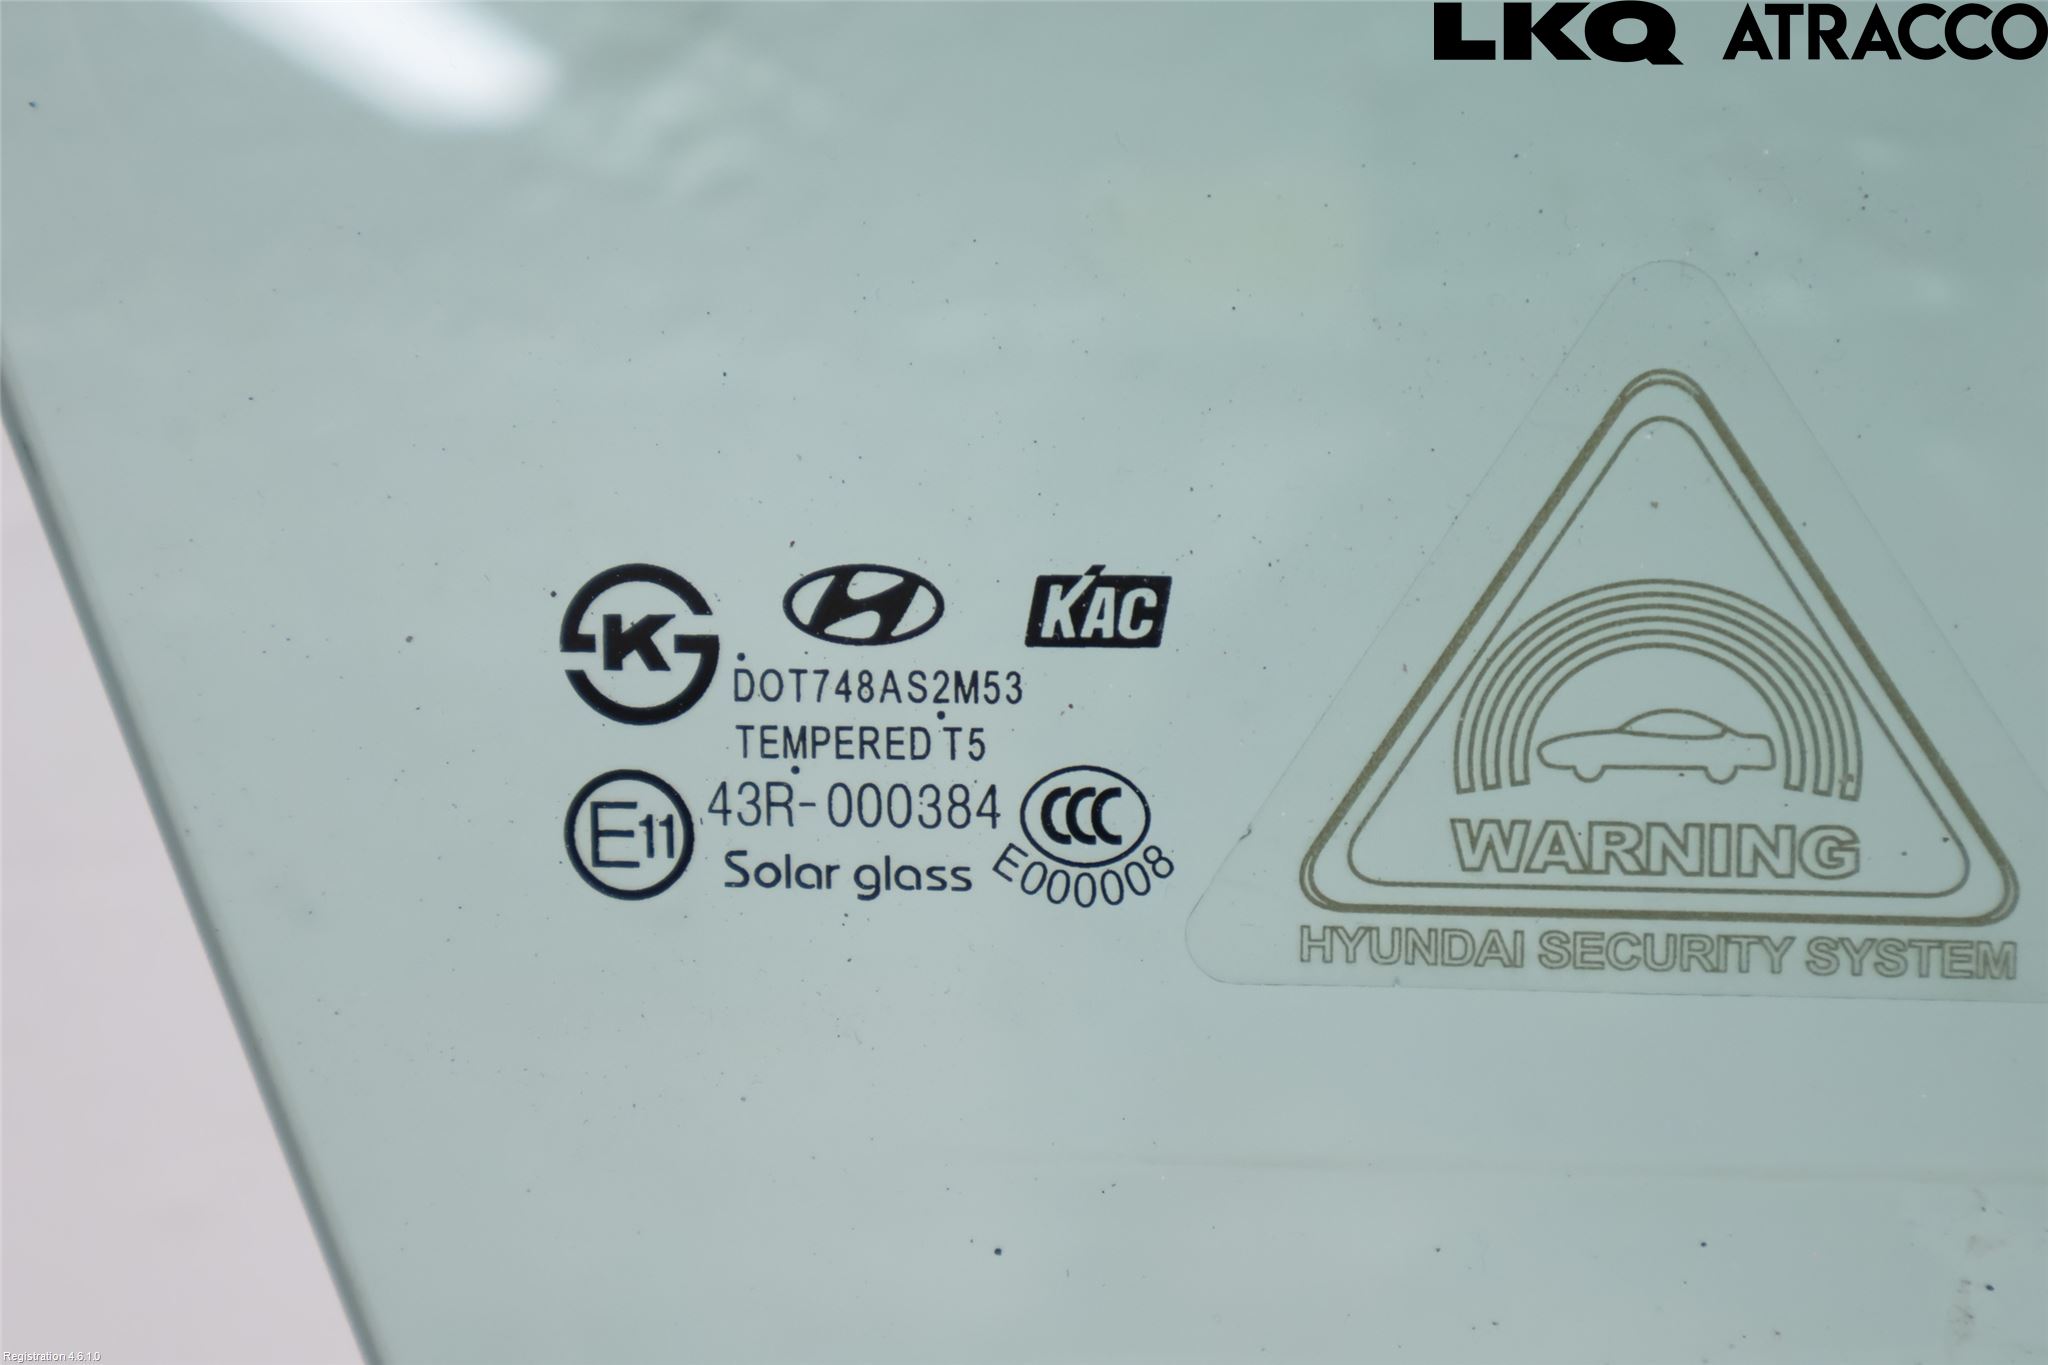 LKQ ATRACCO
K
KAC
DOT748AS2M53
TEMPERED T5
E11 43R-000384 CCC
Solar glass E000008
WARNING
HYUNDAI SECURITY SYSTEM
Registration 4.6.1.0